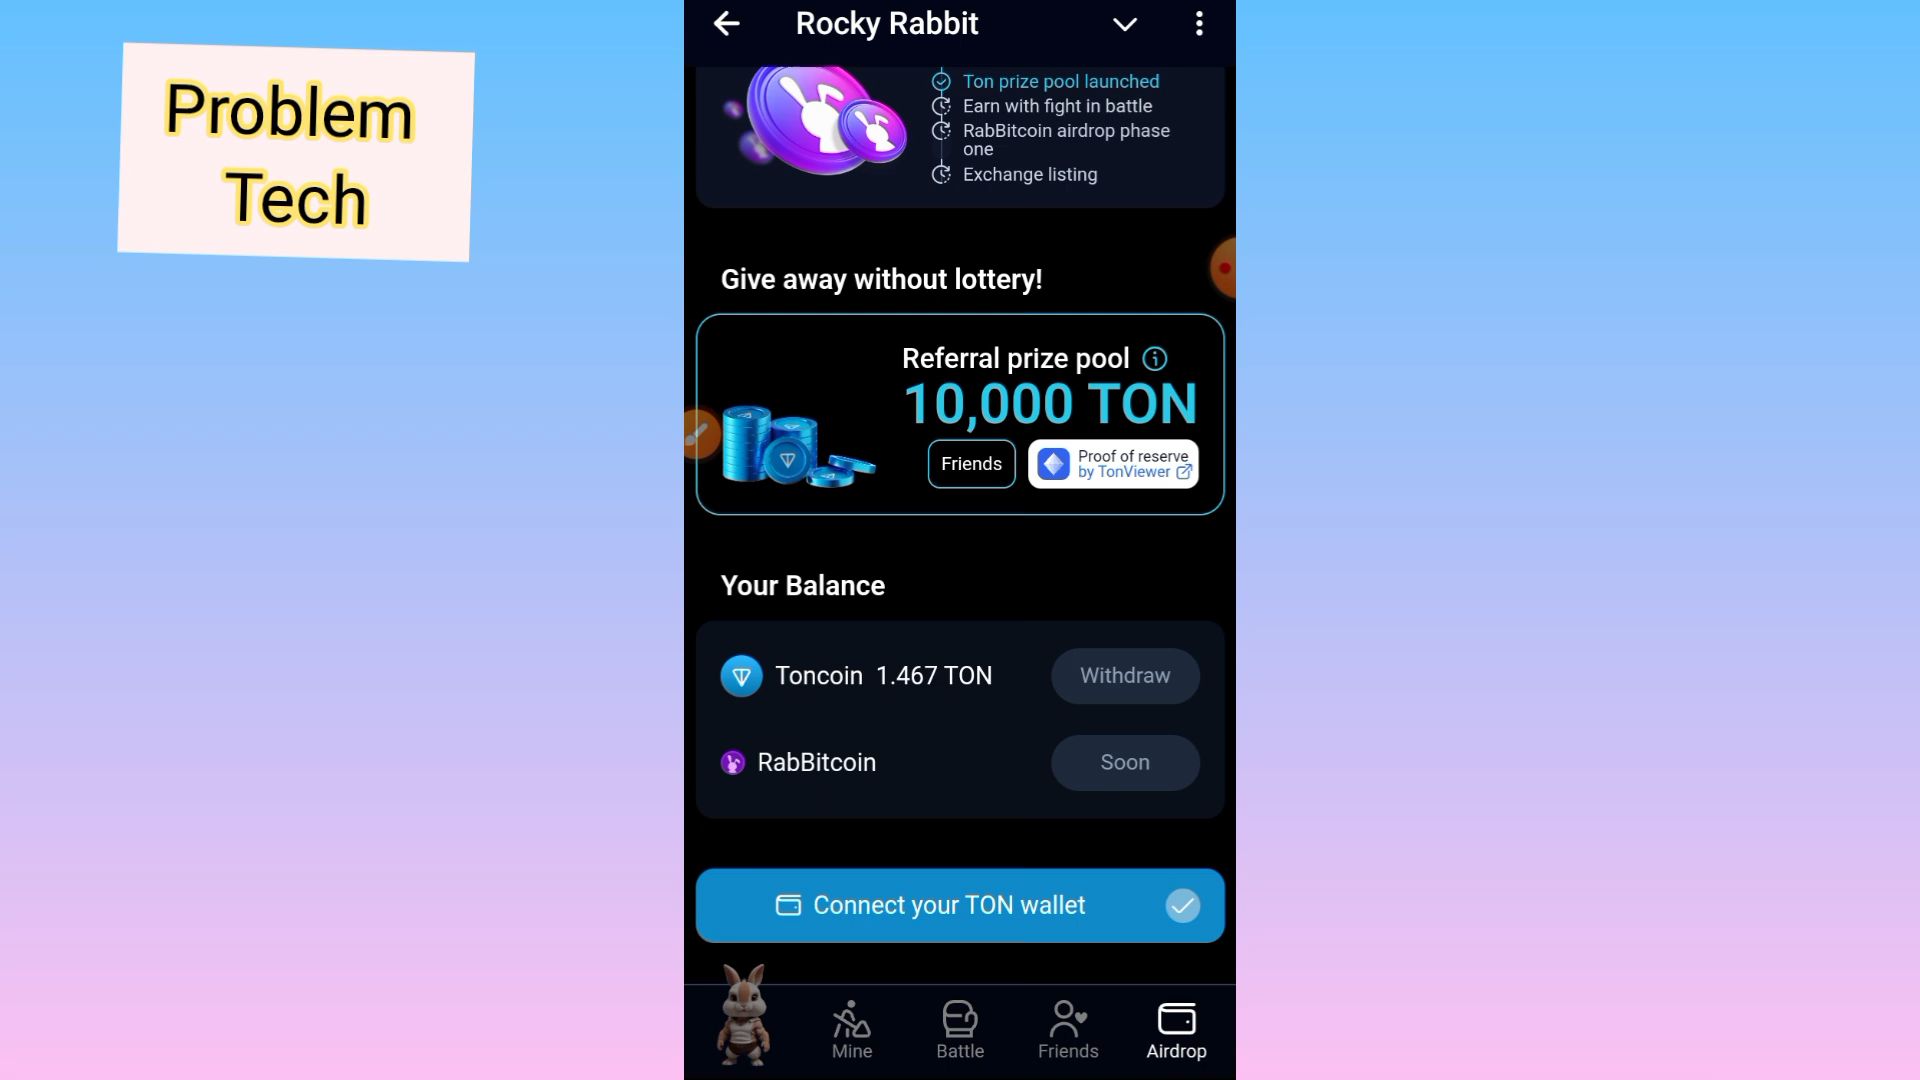 Problem
Tech
Rocky Rabbit
Ton prize pool launched
Earn with fight in battle
RabBitcoin airdrop phase
one
Exchange listing
Give away without lottery!
Referral prize pool
10,000 TON
Friends
Proof of reserve
by TonViewer
Your Balance
Toncoin 1.467 TON
Withdraw
RabBitcoin
Soon
Connect your TON wallet
Mine
Battle
Friends
Airdrop